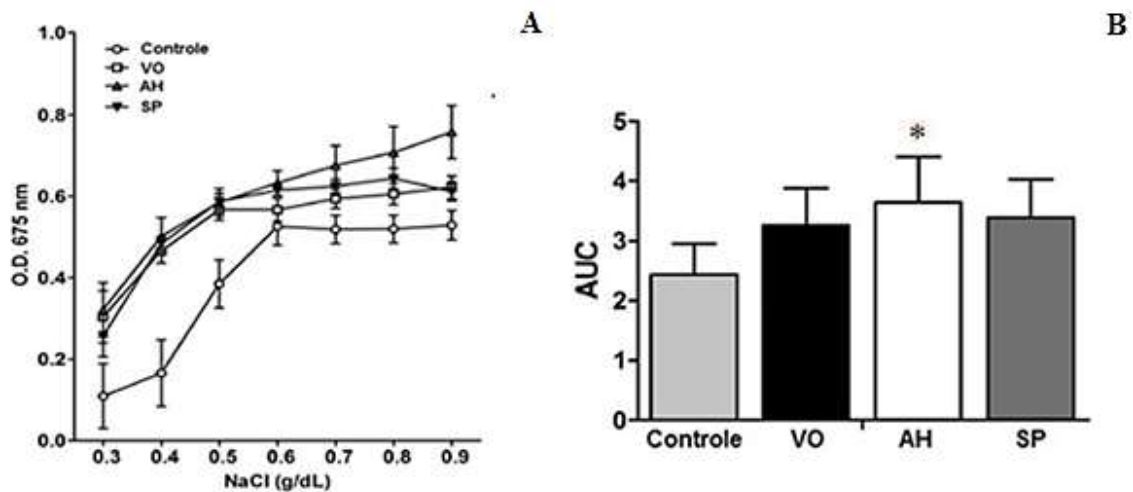 A
1.0
Controle
VO
AH
SP
0.8
0.6
0.4
0.2
0.0
O.D. 675 nm
0.3 0.4 0.5 0.6 0.7 0.8 0.9
NaCl (g/dL)
B
*
5
4
3
2
1
0
AUC
Controle VO AH SP